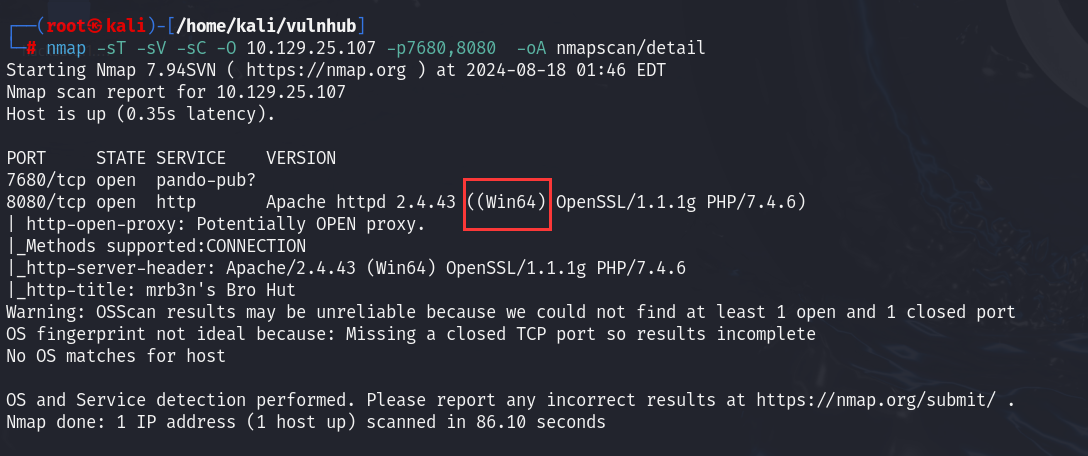 ┌──(root㉿kali)-[/home/kali/vulnhub]
└─# nmap -sT -sV -sC -O 10.129.25.107 -p7680,8080  -oA nmapscan/detail
Starting Nmap 7.94SVN ( https://nmap.org ) at 2024-08-18 01:46 EDT
Nmap scan report for 10.129.25.107
Host is up (0.35s latency).

PORT     STATE SERVICE    VERSION
7680/tcp open  pando-pub?
8080/tcp open  http       Apache httpd 2.4.43 ((Win64) OpenSSL/1.1.1g PHP/7.4.6)
| http-open-proxy: Potentially OPEN proxy.
|_Methods supported:CONNECTION
|_http-server-header: Apache/2.4.43 (Win64) OpenSSL/1.1.1g PHP/7.4.6
|_http-title: mrb3n's Bro Hut
Warning: OSScan results may be unreliable because we could not find at least 1 open and 1 closed port
OS fingerprint not ideal because: Missing a closed TCP port so results incomplete
No OS matches for host

OS and Service detection performed. Please report any incorrect results at https://nmap.org/submit/ .
Nmap done: 1 IP address (1 host up) scanned in 86.10 seconds